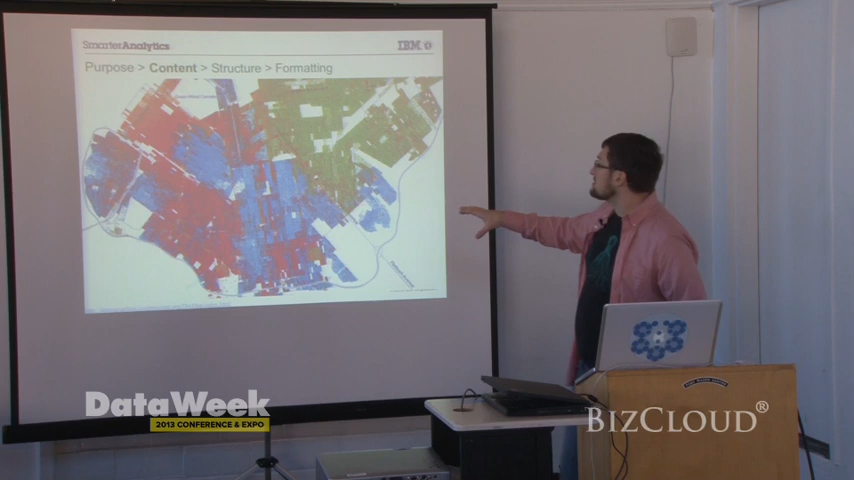 SmarterAnalytics
IBM
Purpose > Content > Structure > Formatting
DataWeek
2013 CONFERENCE & EXPO
BIZCLOUD®